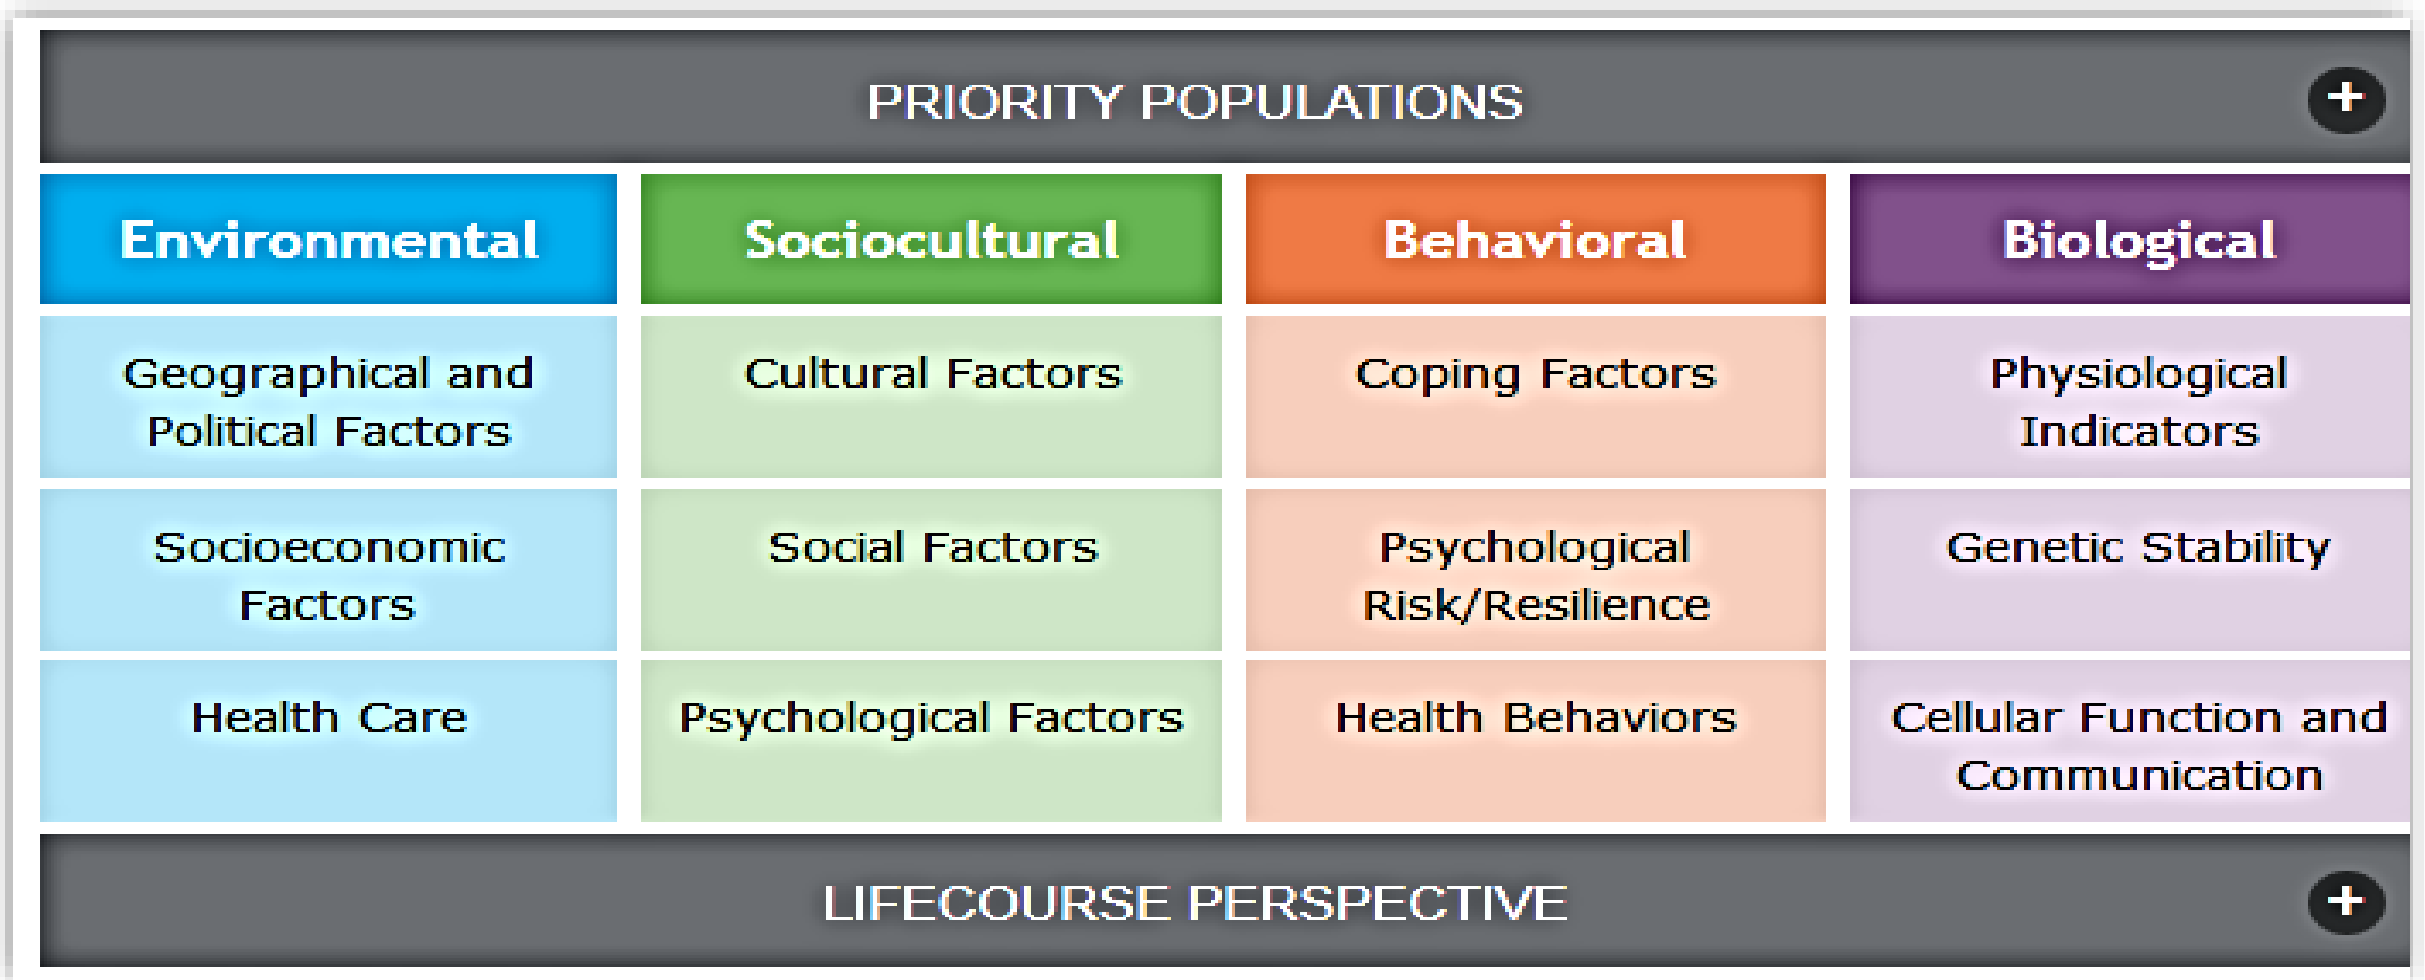 PRIORITY POPULATIONS +
Environmental Sociocultural Behavioral Biological
Geographical and
Political Factors
Cultural Factors
Coping Factors
Physiological
Indicators
Socioeconomic
Factors
Social Factors
Psychological
Risk/Resilience
Genetic Stability
Health Care
Psychological Factors
Health Behaviors
Cellular Function and
Communication
LIFECOURSE PERSPECTIVE +